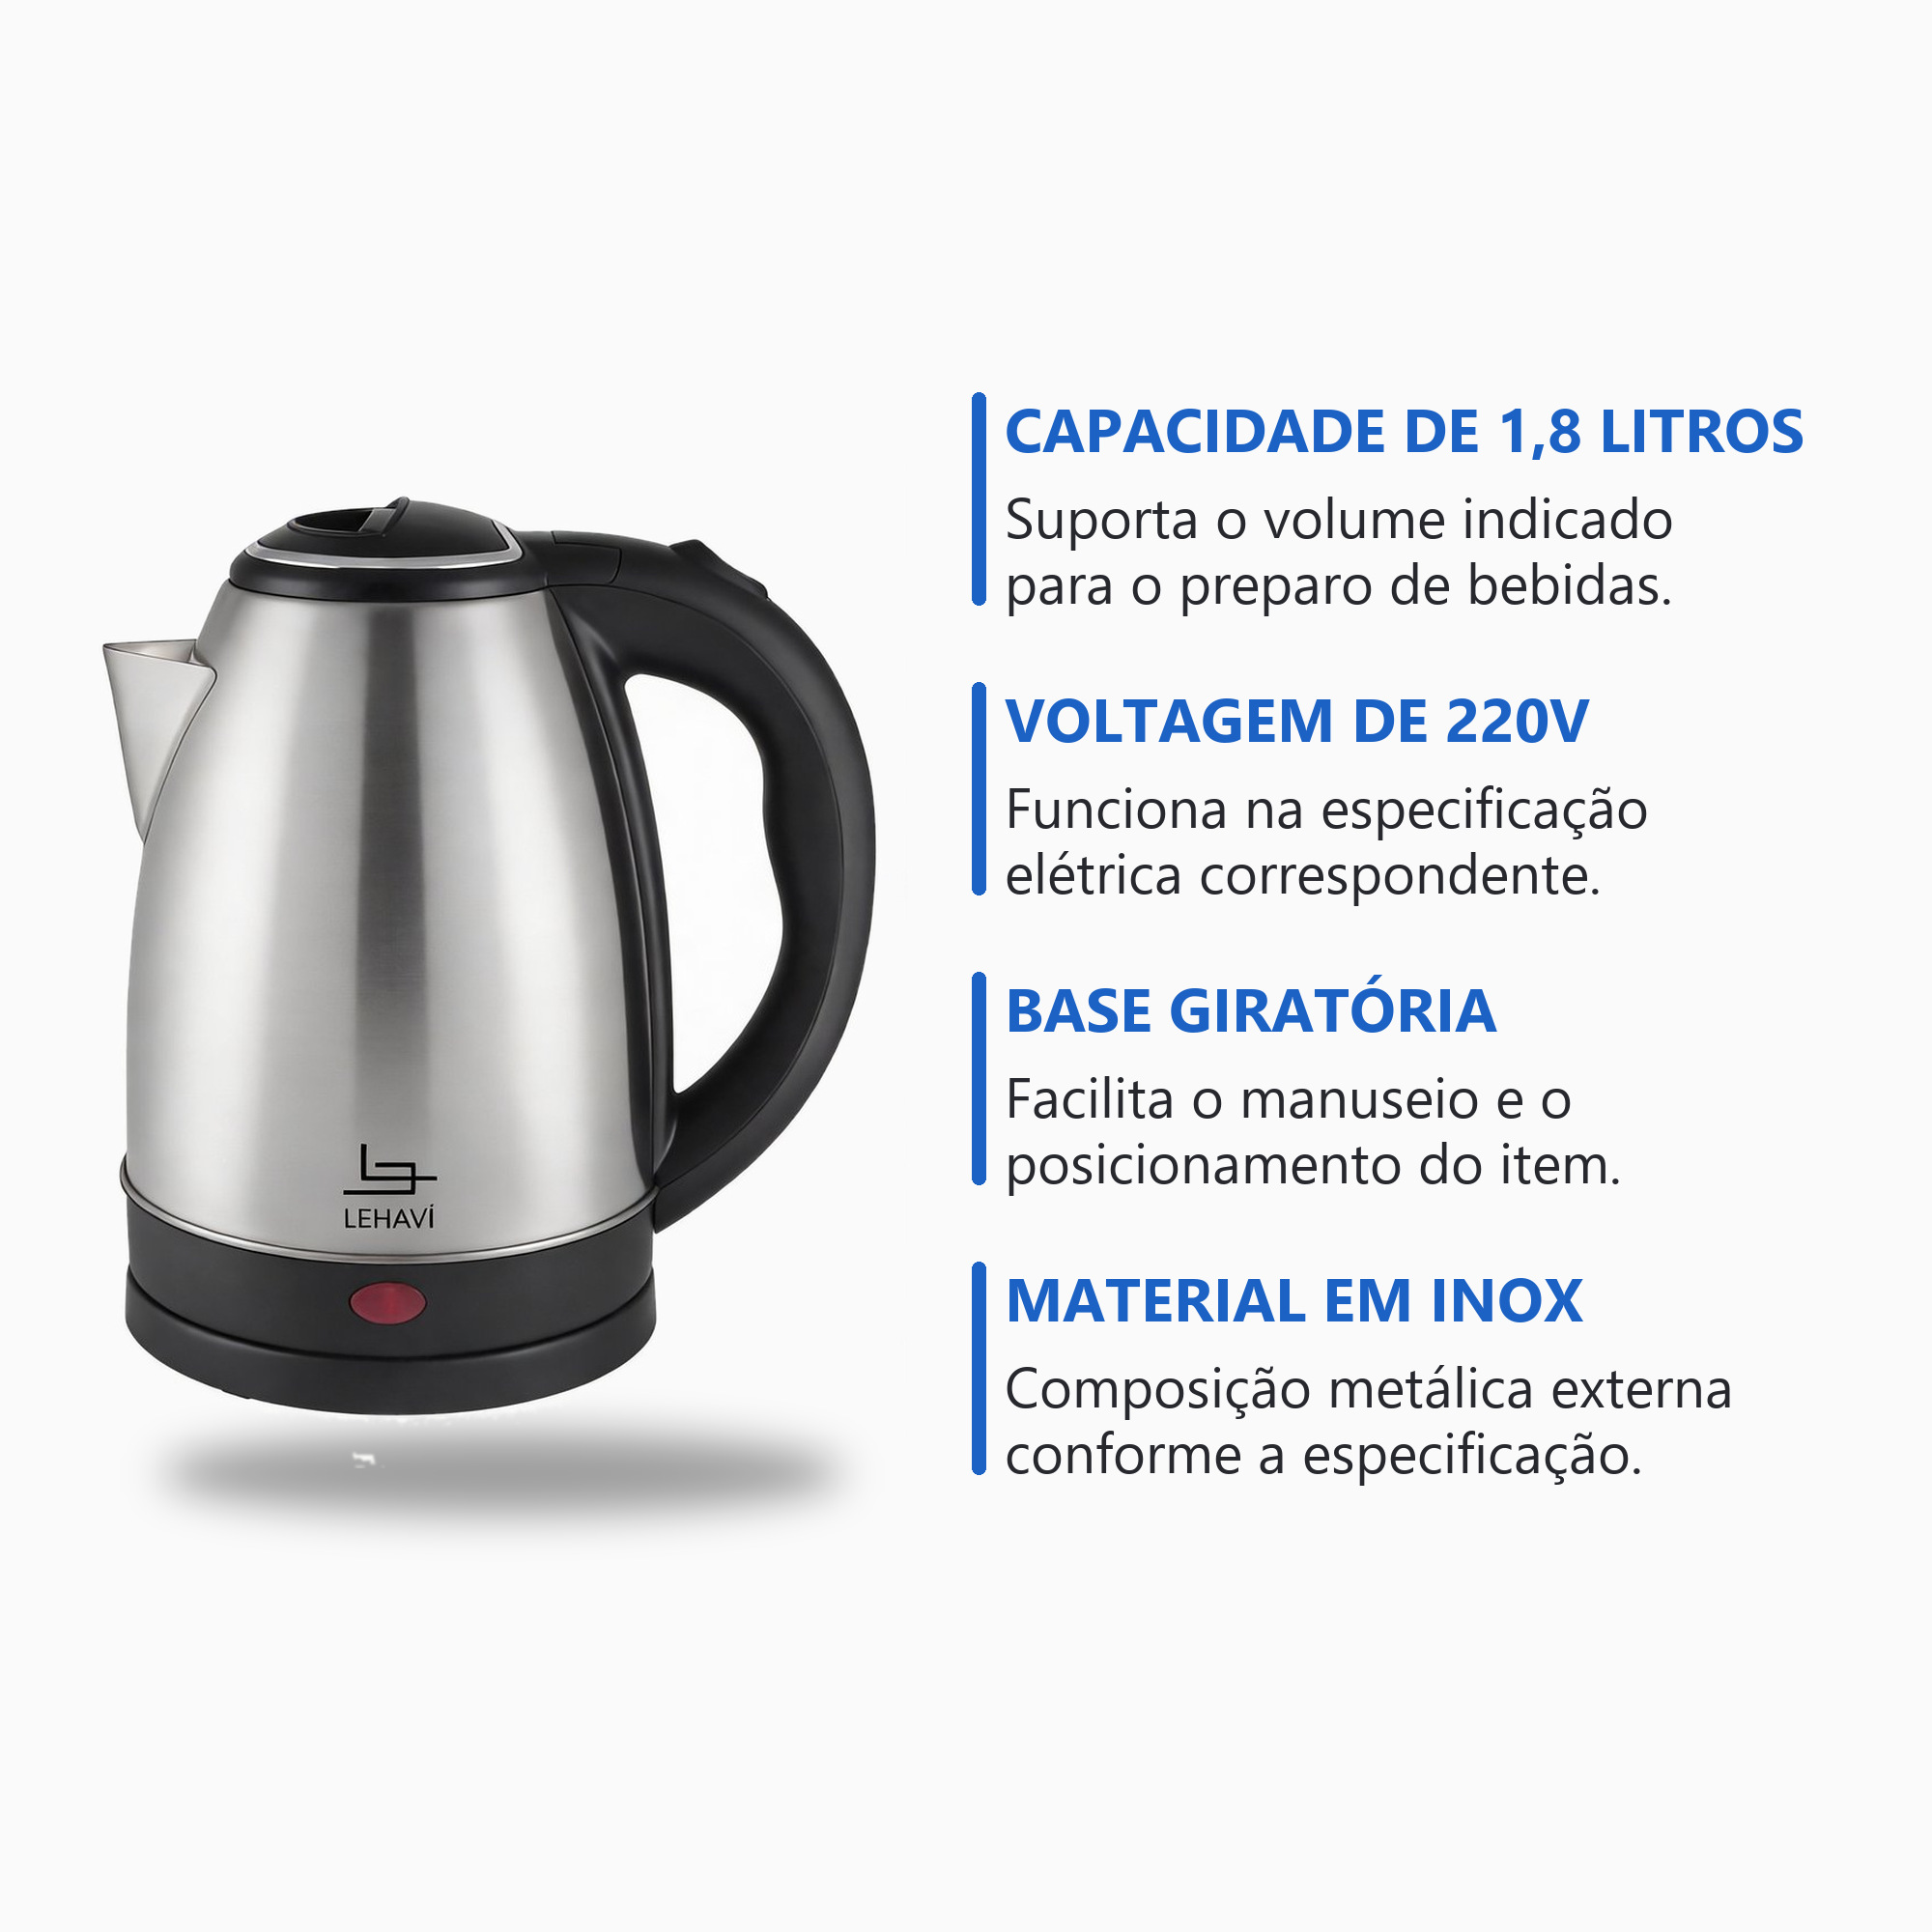 CAPACIDADE DE 1,8 LITROS
Suporta o volume indicado
para o preparo de bebidas.
VOLTAGEM DE 220V
Funciona na especificação
elétrica correspondente.
BASE GIRATÓRIA
Facilita o manuseio e o
posicionamento do item.
MATERIAL EM INOX
Composição metálica externa
conforme a especificação.
LEHAVÍ